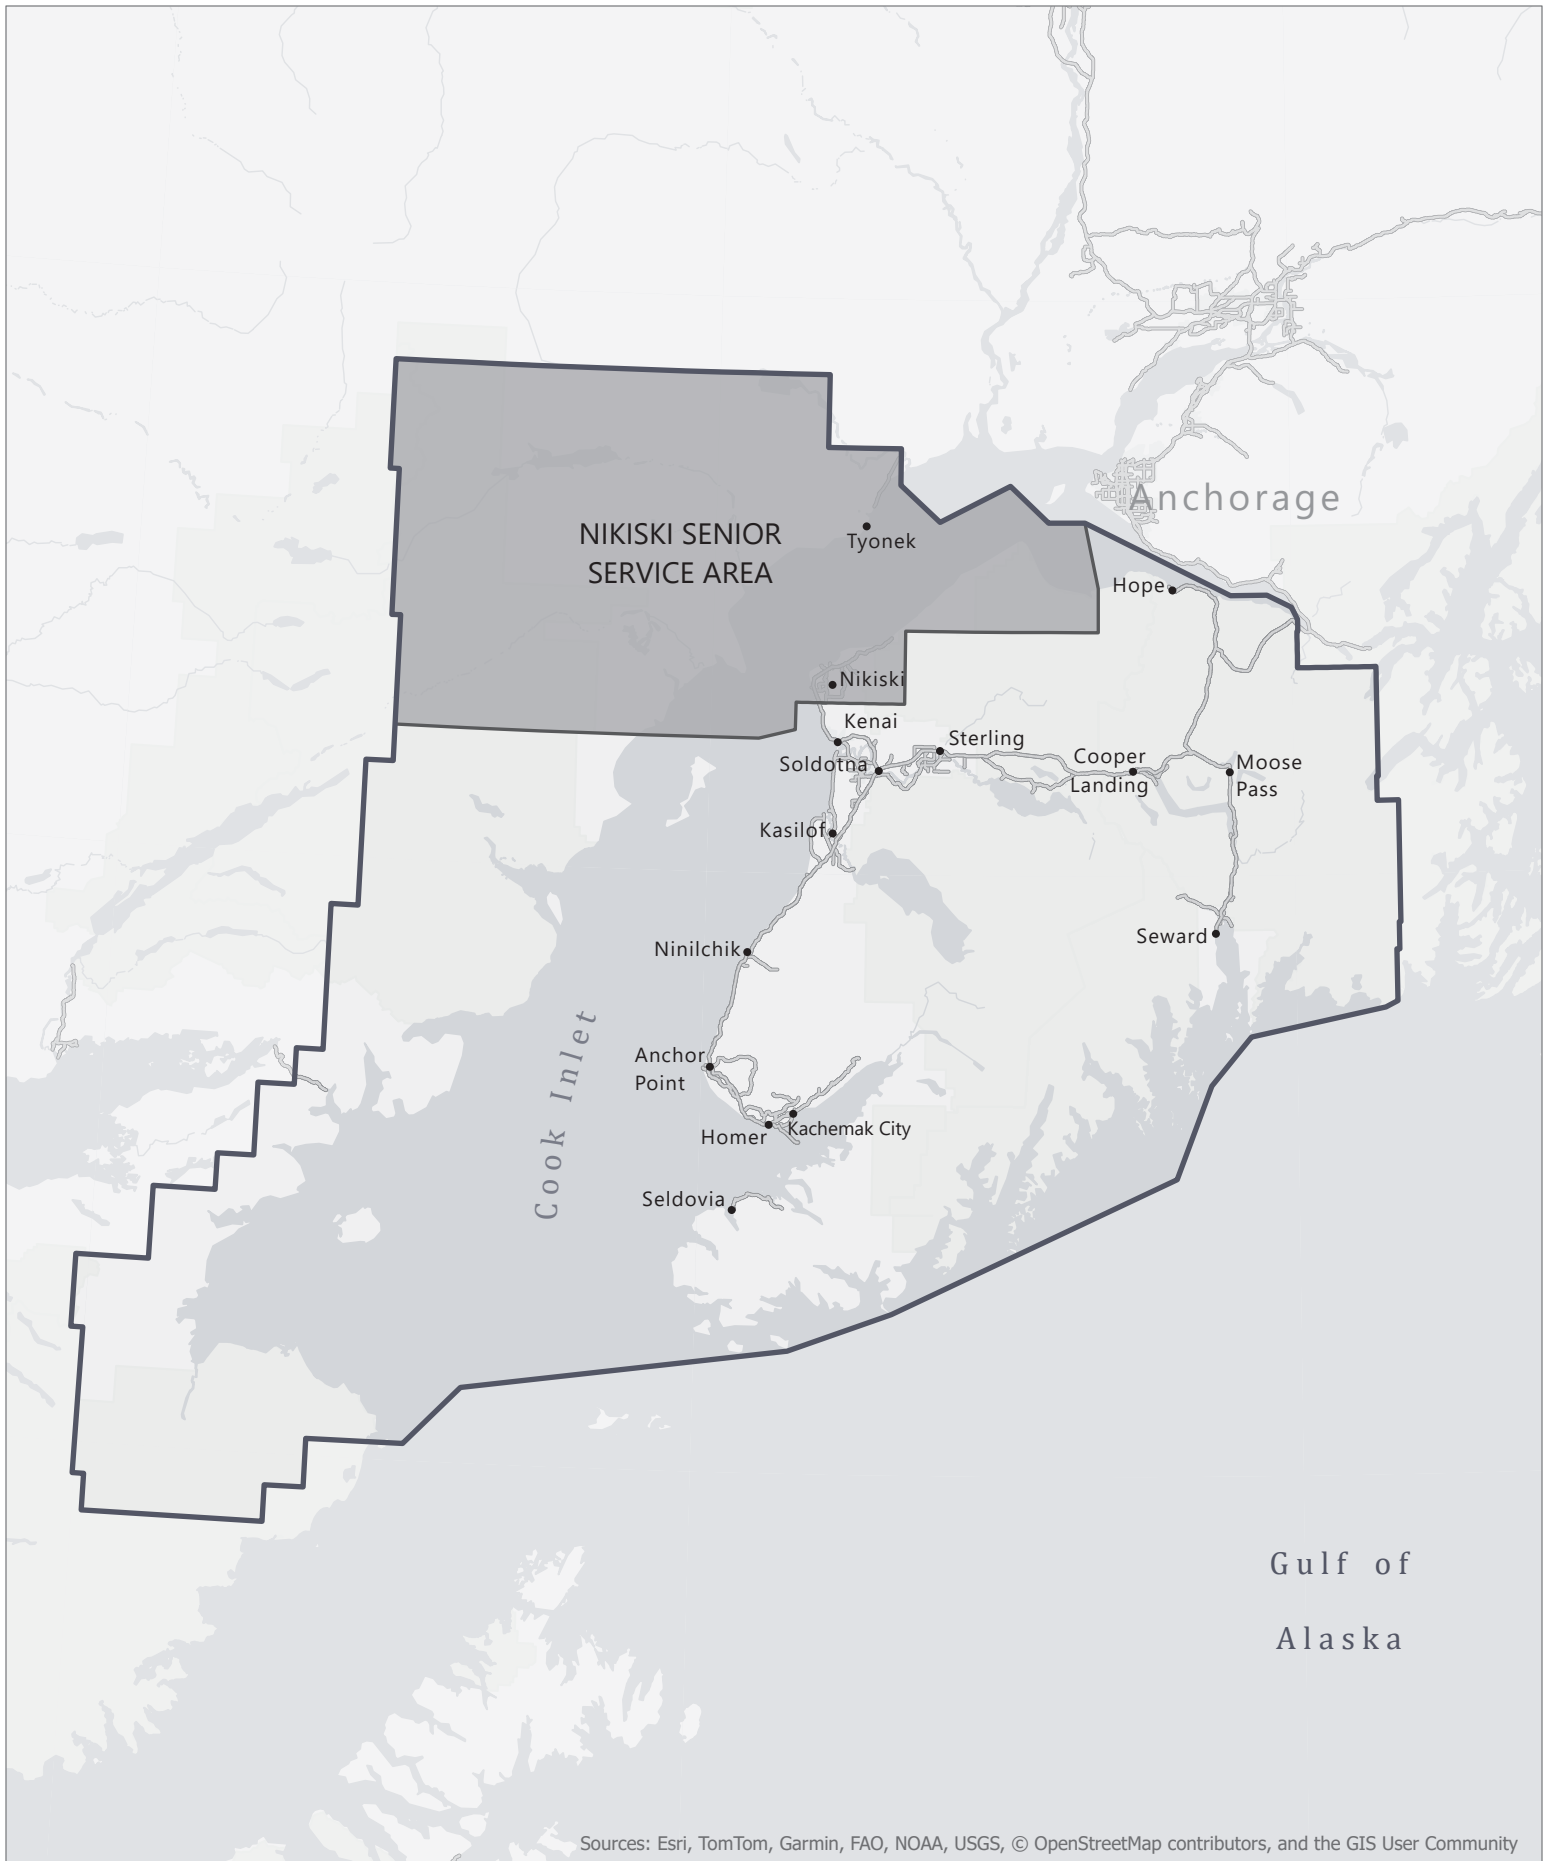 Anchorage
NIKISKI SENIOR
SERVICE AREA
Tyonek
Hope
Nikiski
Kenai
Sterling
Soldotna
Cooper
Landing
Moose
Pass
Kasilof
Seward
Ninilchik
Cook Inlet
Anchor
Point
Kachemak City
Homer
Seldovia
Gulf of
Alaska
Sources: Esri, TomTom, Garmin, FAO, NOAA, USGS, © OpenStreetMap contributors, and the GIS User Community